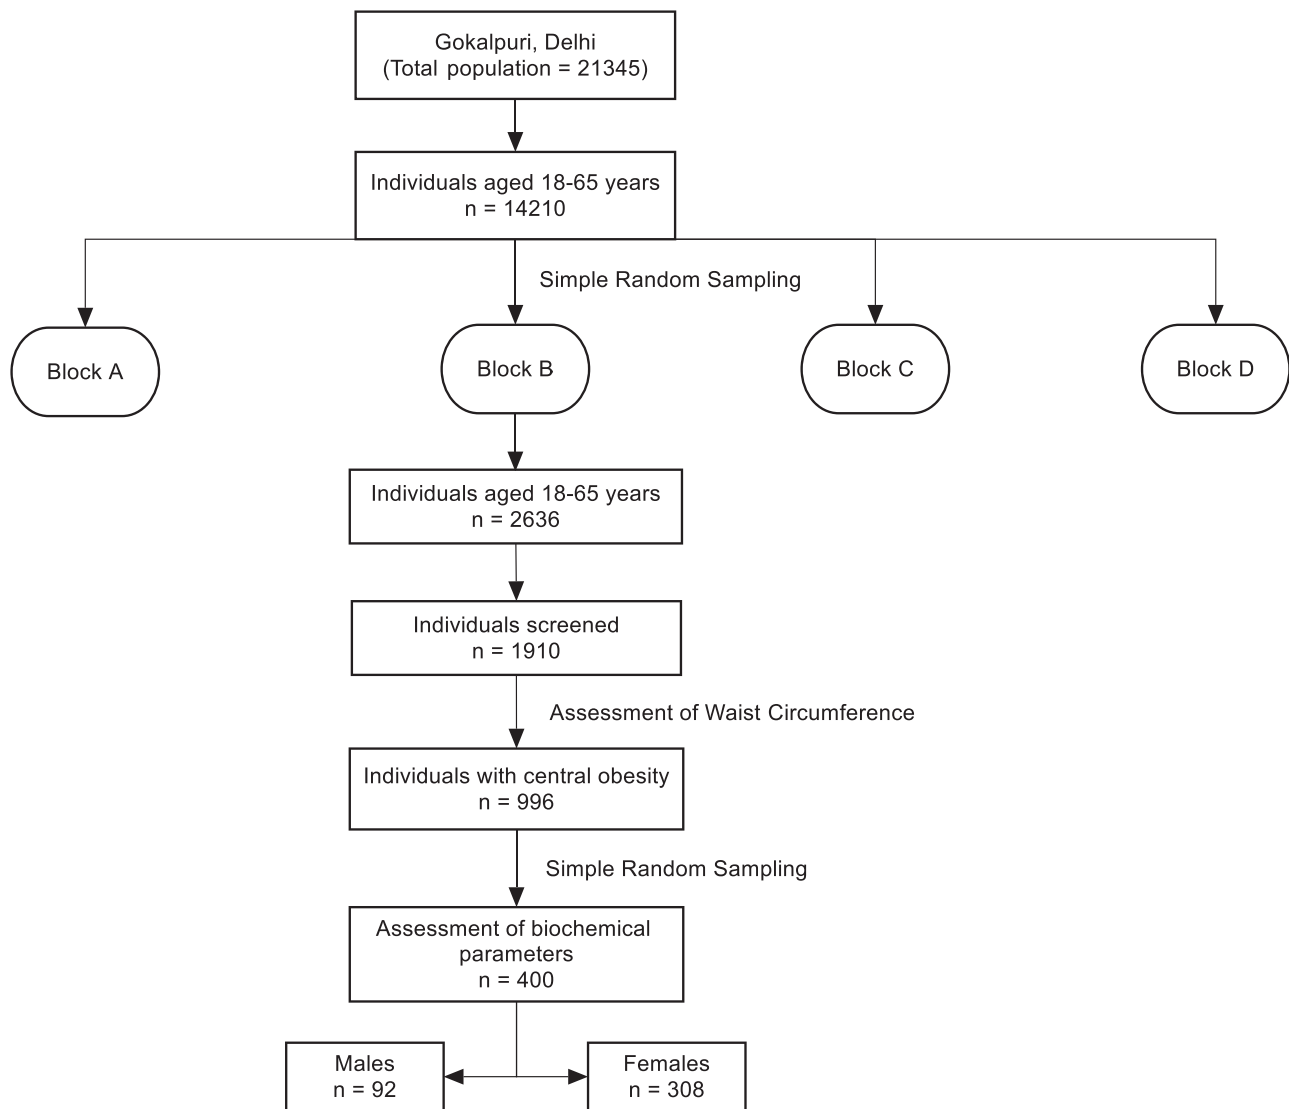 Gokalpuri, Delhi
(Total population = 21345)
Individuals aged 18-65 years
n = 14210
Simple Random Sampling
Block A
Block B
Block C
Block D
Individuals aged 18-65 years
n = 2636
Individuals screened
n = 1910
Assessment of Waist Circumference
Individuals with central obesity
n = 996
Simple Random Sampling
Assessment of biochemical
parameters
n = 400
Males
n = 92
Females
n = 308